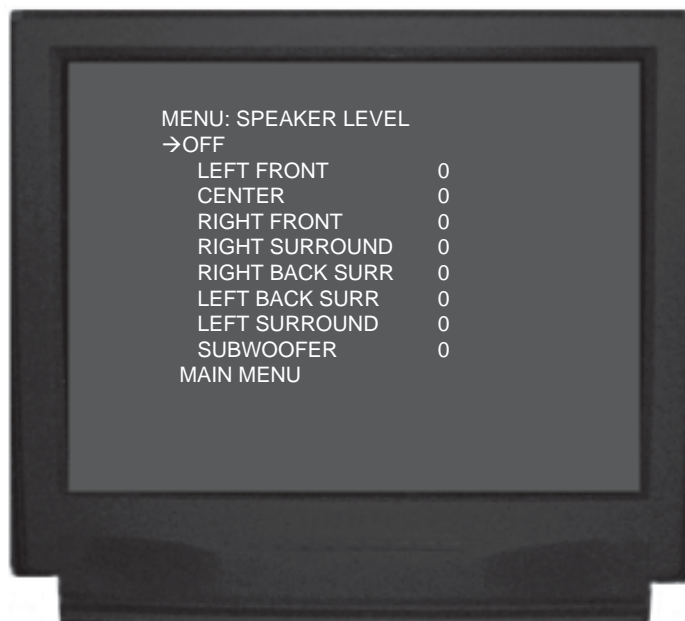 MENU: SPEAKER LEVEL
→OFF
LEFT FRONT 0
CENTER 0
RIGHT FRONT 0
RIGHT SURROUND 0
RIGHT BACK SURR 0
LEFT BACK SURR 0
LEFT SURROUND 0
SUBWOOFER 0
MAIN MENU